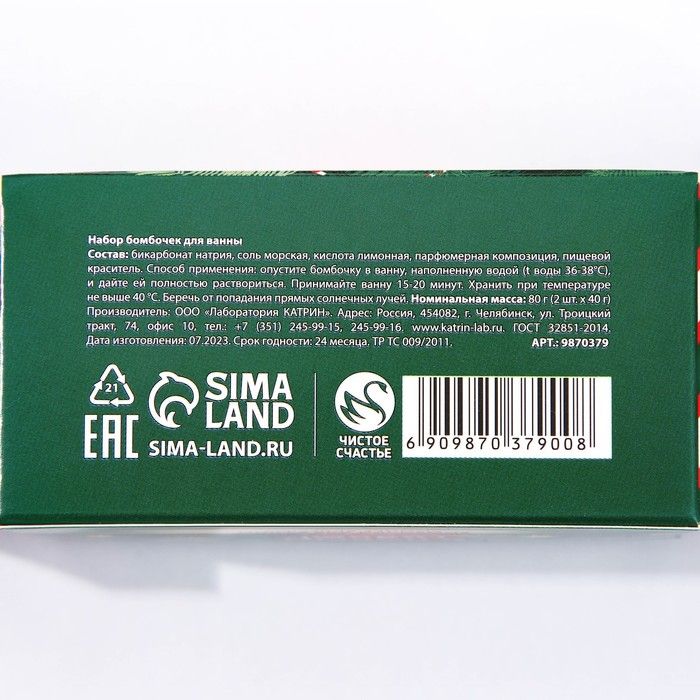 Набор бомбочек для ванны
Состав: бикарбонат натрия, соль морская, кислота лимонная, парфюмерная композиция, пищевой
краситель. Способ применения: опустите бомбочку в ванну, наполненную водой (t воды 36-38°С),
и дайте ей полностью раствориться. Принимайте ванну 15-20 минут. Хранить при температуре
не выше 40 °С. Беречь от попадания прямых солнечных лучей. Номинальная масса: 80 г (2 шт. х 40 г)
Производитель: ООО «Лаборатория КАТРИН». Адрес: Россия, 454082, г. Челябинск, ул. Троицкий
тракт, 74, офис 10, тел.: +7 (351) 245-99-15, 245-99-16. www.katrin-lab.ru. ГОСТ 32851-2014.
Дата изготовления: 07.2023. Срок годности: 24 месяца. ТР ТС 009/2011. АРТ.: 9870379
21
EAC
SIMA
LAND
SIMA-LAND.RU
ЧИСТОЕ
СЧАСТЬЕ
6 909870 379008